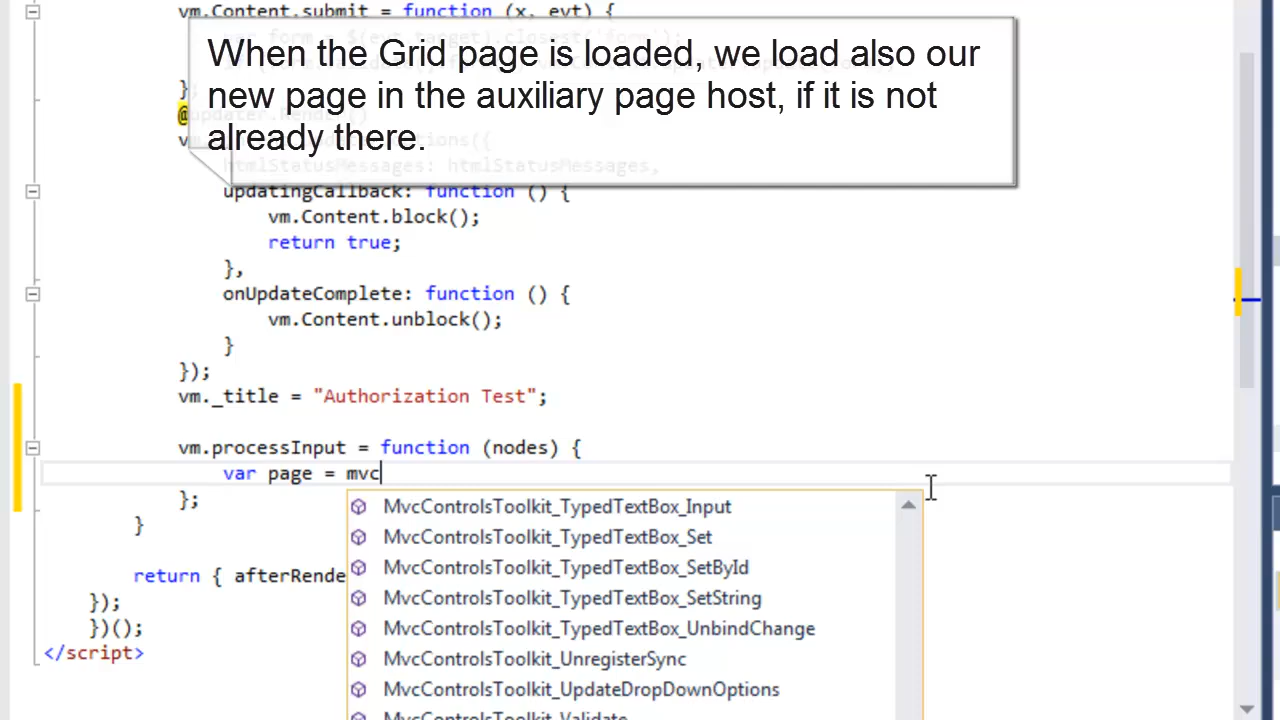 vm.Content.submit = function (x, evt) {
When the Grid page is loaded, we load also our
new page in the auxiliary page host, if it is not
already there.
htmlStatusMessages: htmlStatusMessages,
updatingCallback: function () {
vm.Content.block();
return true;
},
onUpdateComplete: function () {
vm.Content.unblock();
}
});
vm._title = "Authorization Test";
vm.processInput = function (nodes) {
var page = mvc
};
}
return { afterRende
});
})();
</script>
MvcControlsToolkit_TypedTextBox_Input
MvcControlsToolkit_TypedTextBox_Set
MvcControlsToolkit_TypedTextBox_SetById
MvcControlsToolkit_TypedTextBox_SetString
MvcControlsToolkit_TypedTextBox_UnbindChange
MvcControlsToolkit_UnregisterSync
MvcControlsToolkit_UpdateDropDownOptions
MvcControlsToolkit_Validate